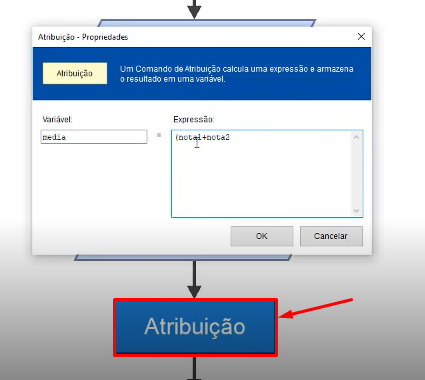 Atribuição - Propriedades
Atribuição
Um Comando de Atribuição calcula uma expressão e armazena
o resultado em uma variável.
Variável:
Expressão:
media
=
(nota1+nota2
OK
Cancelar
Atribuição